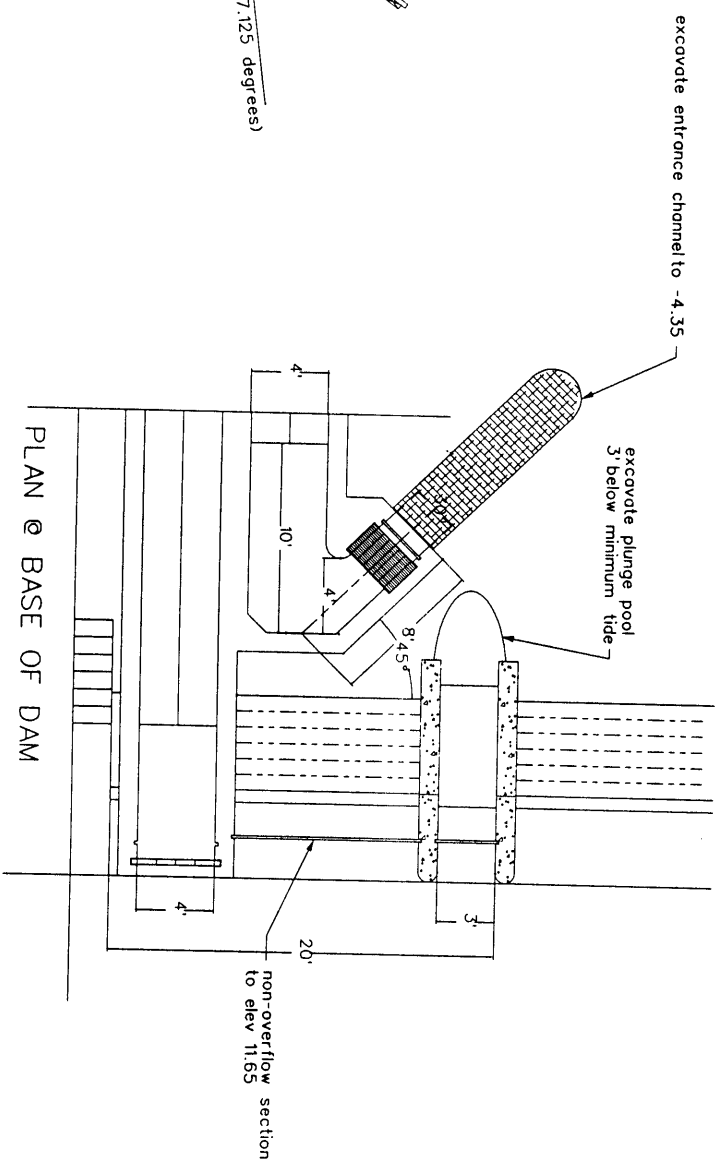 excavate entrance channel to -4.35
excavate plunge pool
3' below minimum tide
7.125 degrees)
4'
10'
4'
8'
45°
3'
4'
20'
non-overflow section
to elev 11.65
PLAN @ BASE OF DAM